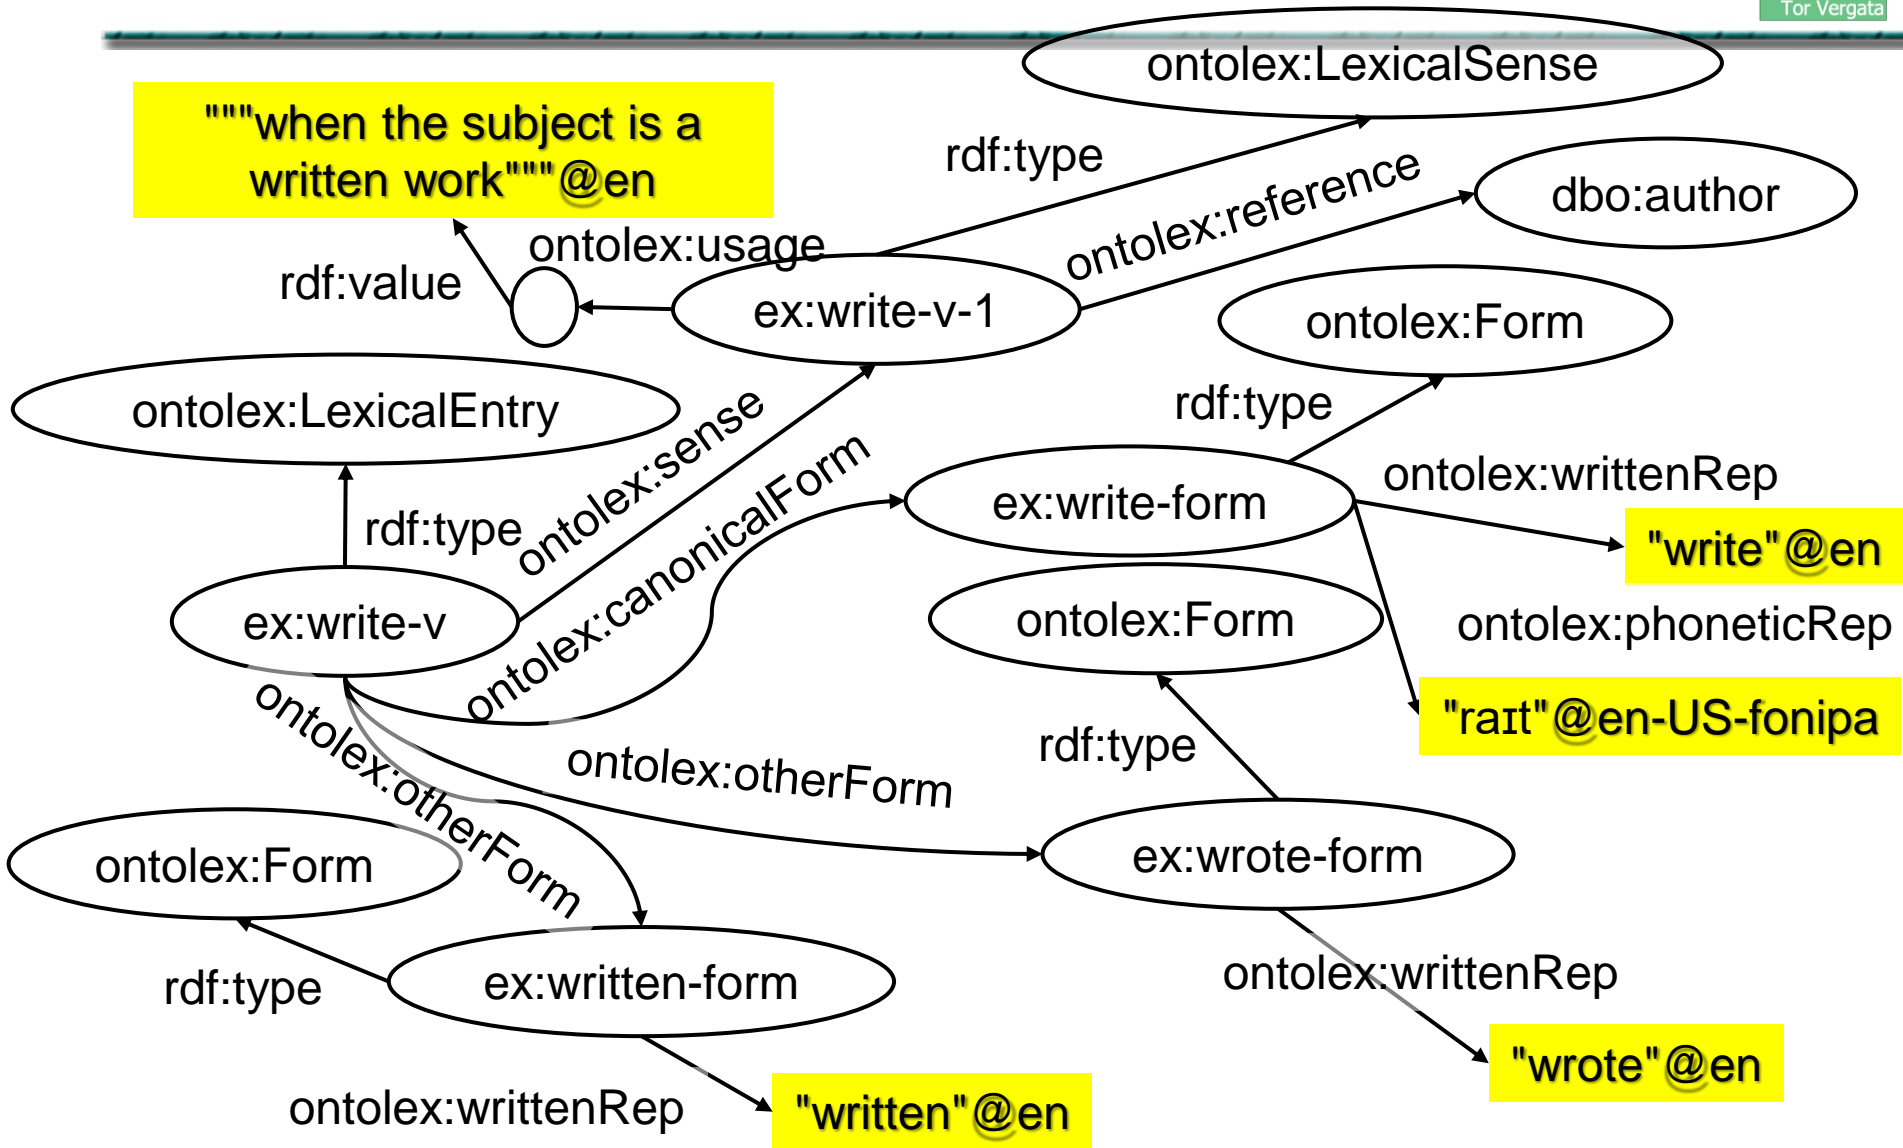 Tor Vergata
ontolex:LexicalSense
"""when the subject is a
written work"""@en
rdf:type
ontolex:reference
dbo:author
ontolex:usage
rdf:value
ex:write-v-1
ontolex:Form
ontolex:LexicalEntry
rdf:type
ontolex:sense
ontolex:canonicalForm
ontolex:writtenRep
ex:write-form
rdf:type
"write"@en
ex:write-v
ontolex:Form
ontolex:phoneticRep
"raɪt"@en-US-fonipa
ontolex:otherForm
ontolex:otherForm
rdf:type
ontolex:Form
ex:wrote-form
rdf:type
ex:written-form
ontolex:writtenRep
"wrote"@en
ontolex:writtenRep
"written"@en